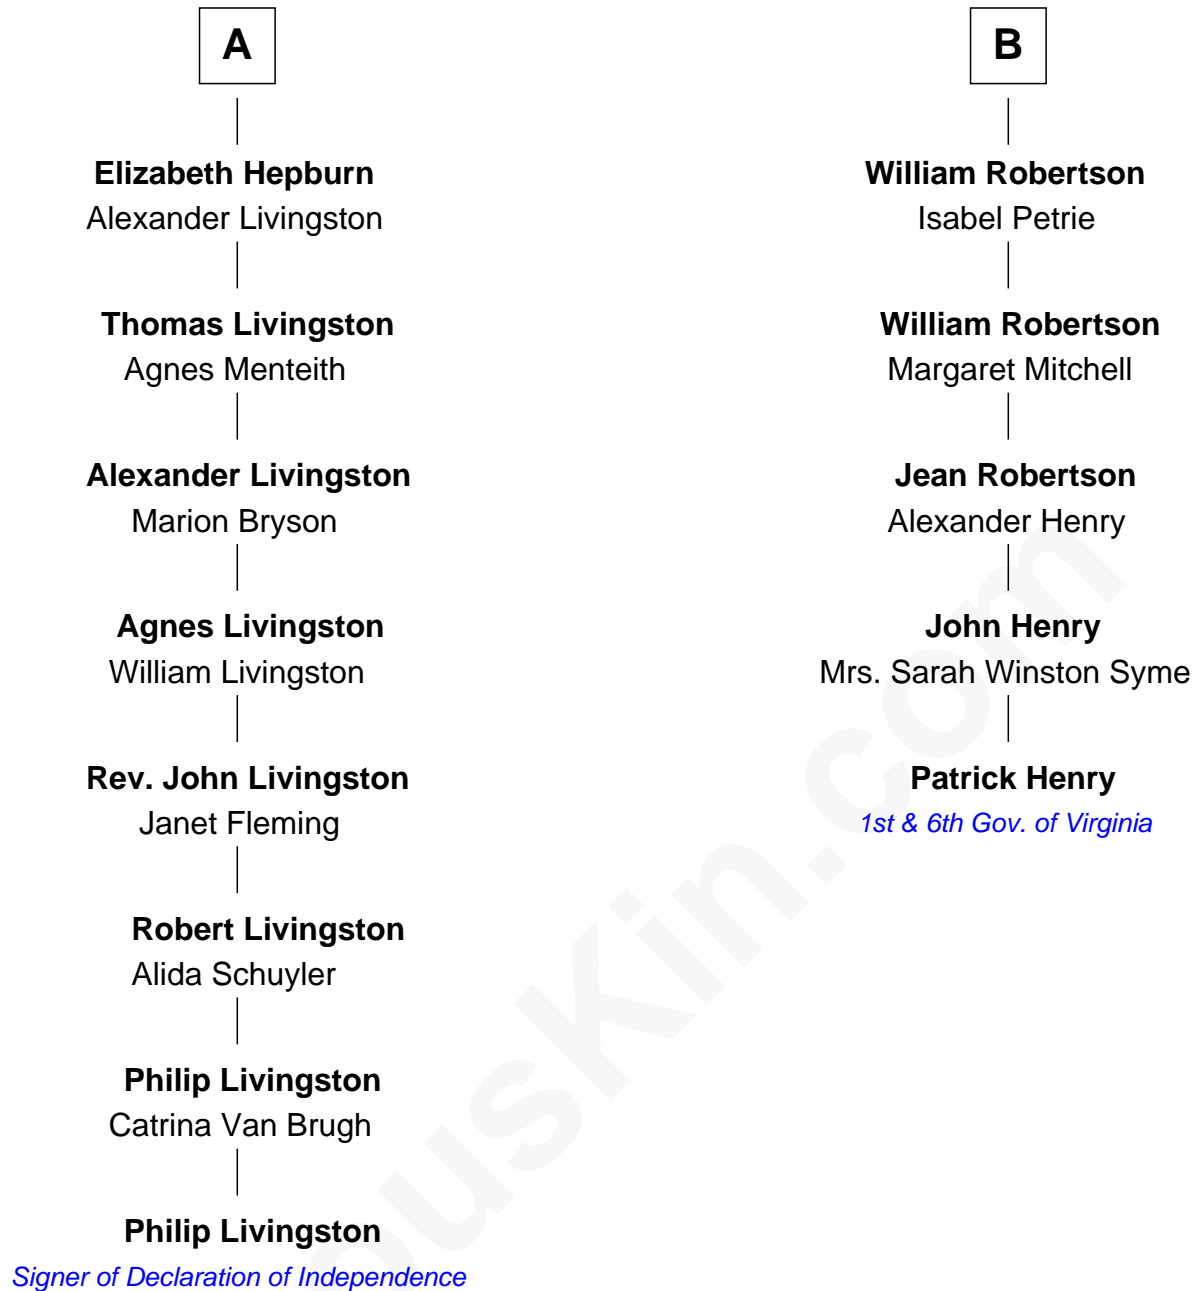 A
Elizabeth Hepburn
Alexander Livingston
Thomas Livingston
Agnes Menteith
Alexander Livingston
Marion Bryson
Agnes Livingston
William Livingston
Rev. John Livingston
Janet Fleming
Robert Livingston
Alida Schuyler
Philip Livingston
Catrina Van Brugh
Philip Livingston
Signer of Declaration of Independence
B
William Robertson
Isabel Petrie
William Robertson
Margaret Mitchell
Jean Robertson
Alexander Henry
John Henry
Mrs. Sarah Winston Syme
Patrick Henry
1st & 6th Gov. of Virginia
ousKin.com